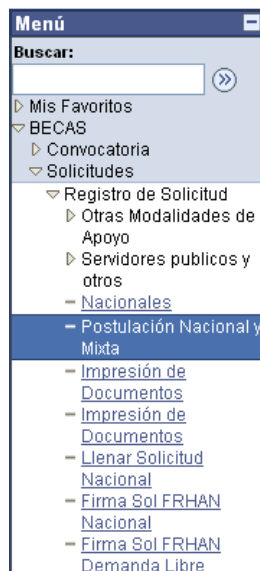 Menú
Buscar:
Mis Favoritos
BECAS
Convocatoria
Solicitudes
Registro de Solicitud
Otras Modalidades de
Apoyo
Servidores publicos y
otros
Nacionales
Postulación Nacional y
Mixta
Impresión de
Documentos
Impresión de
Documentos
Llenar Solicitud
Nacional
Firma Sol FRHAN
Nacional
Firma Sol FRHAN
Demanda Libre